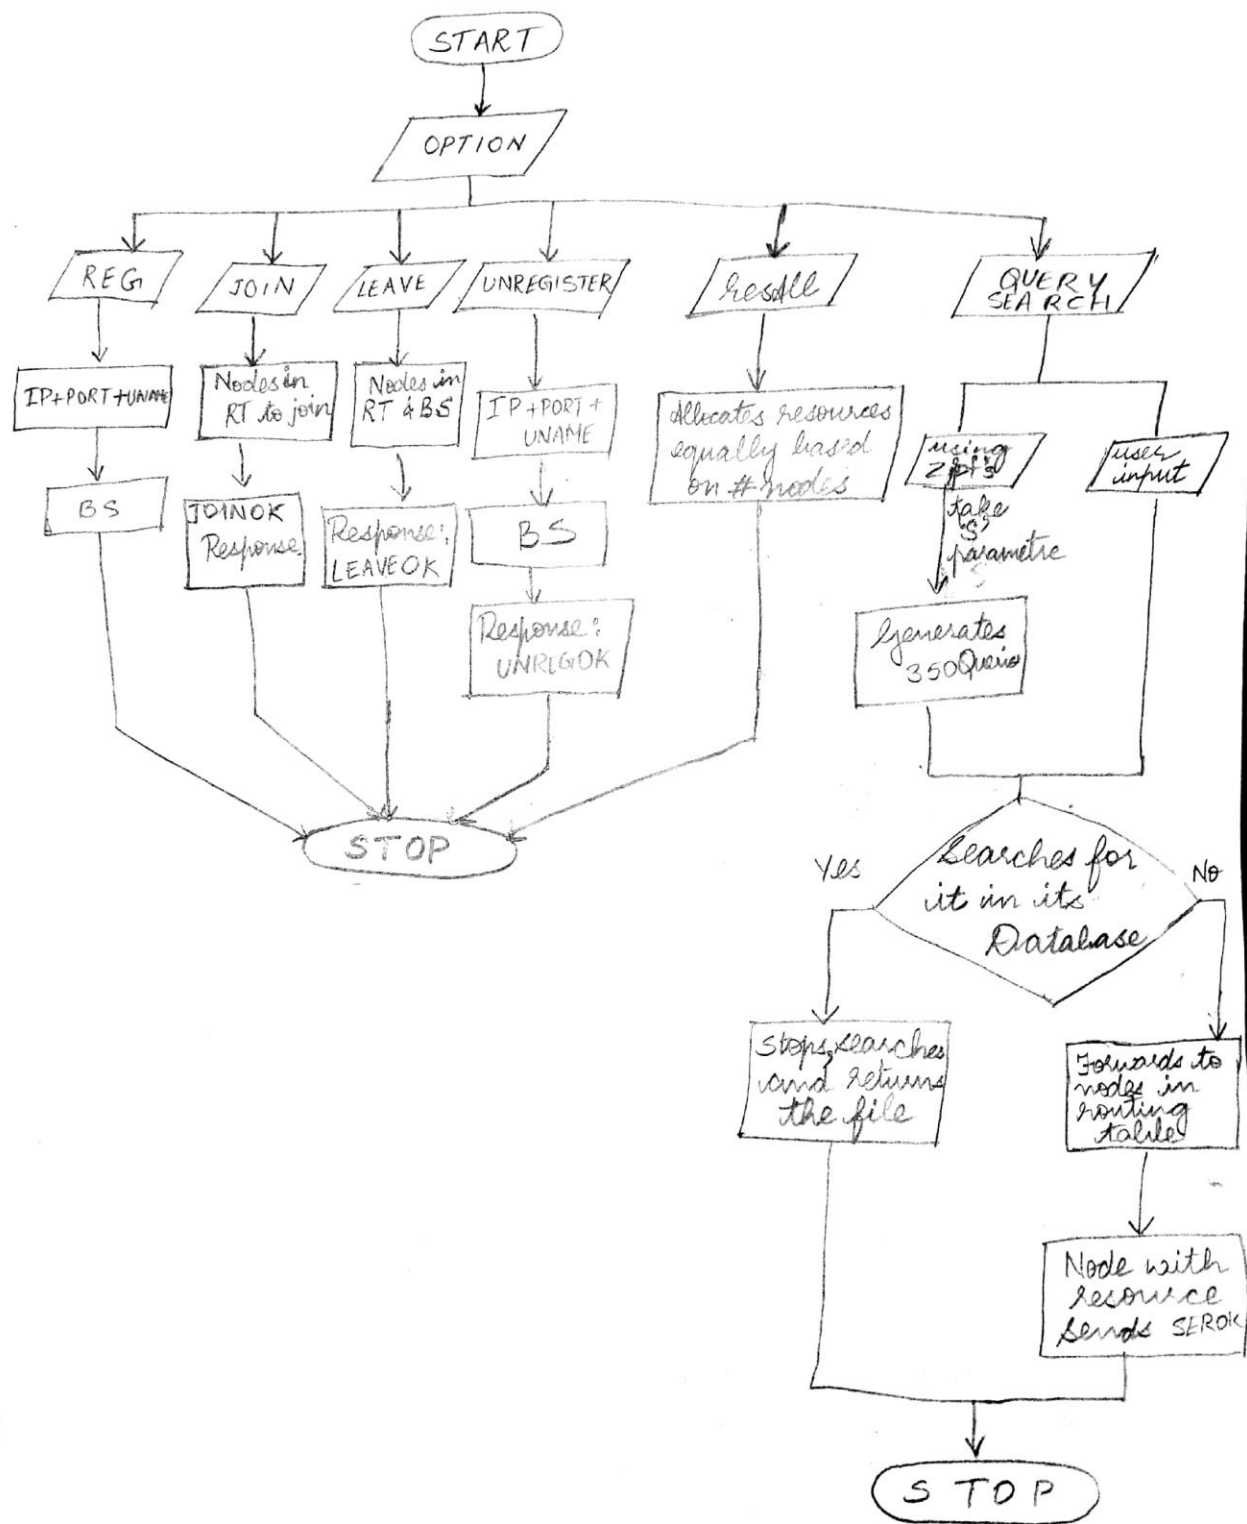 START
OPTION
REG
JOIN
LEAVE
UNREGISTER
resAll
QUERY
SEARCH
IP+PORT+UNAME
Nodes in
RT to join
Nodes in
RT & BS
IP+PORT+
UNAME
Allocates resources
equally based
on # nodes
using
Zipf's
user
input
take
'S'
parametre
BS
JOINOK
Response.
Response:
LEAVEOK
BS
Response:
UNREGOK
Generates
350 Queries
STOP
Yes
Searches for
it in its
Database
No
Stops searches
and returns
the file
Forwards to
nodes in
routing
table
Node with
resource
sends SEROK
STOP